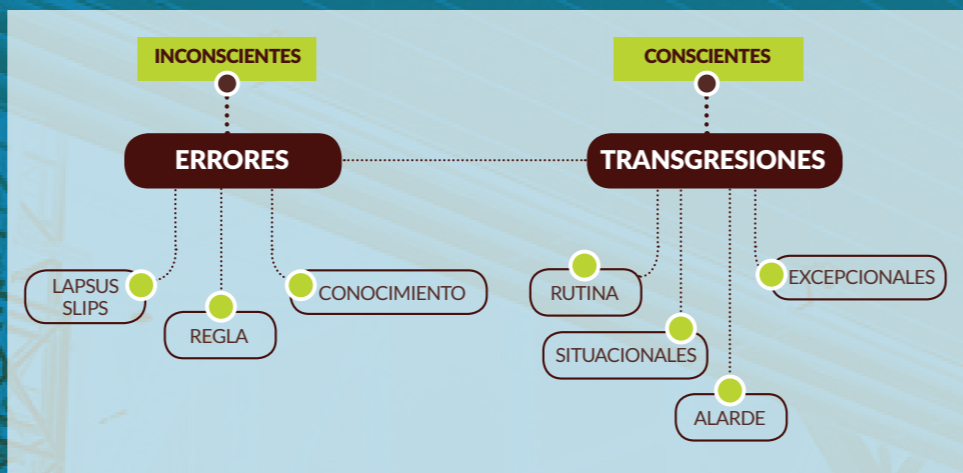 INCONSCIENTES
CONSCIENTES
ERRORES
TRANSGRESIONES
LAPSUS
SLIPS
REGLA
CONOCIMIENTO
RUTINA
SITUACIONALES
ALARDE
EXCEPCIONALES